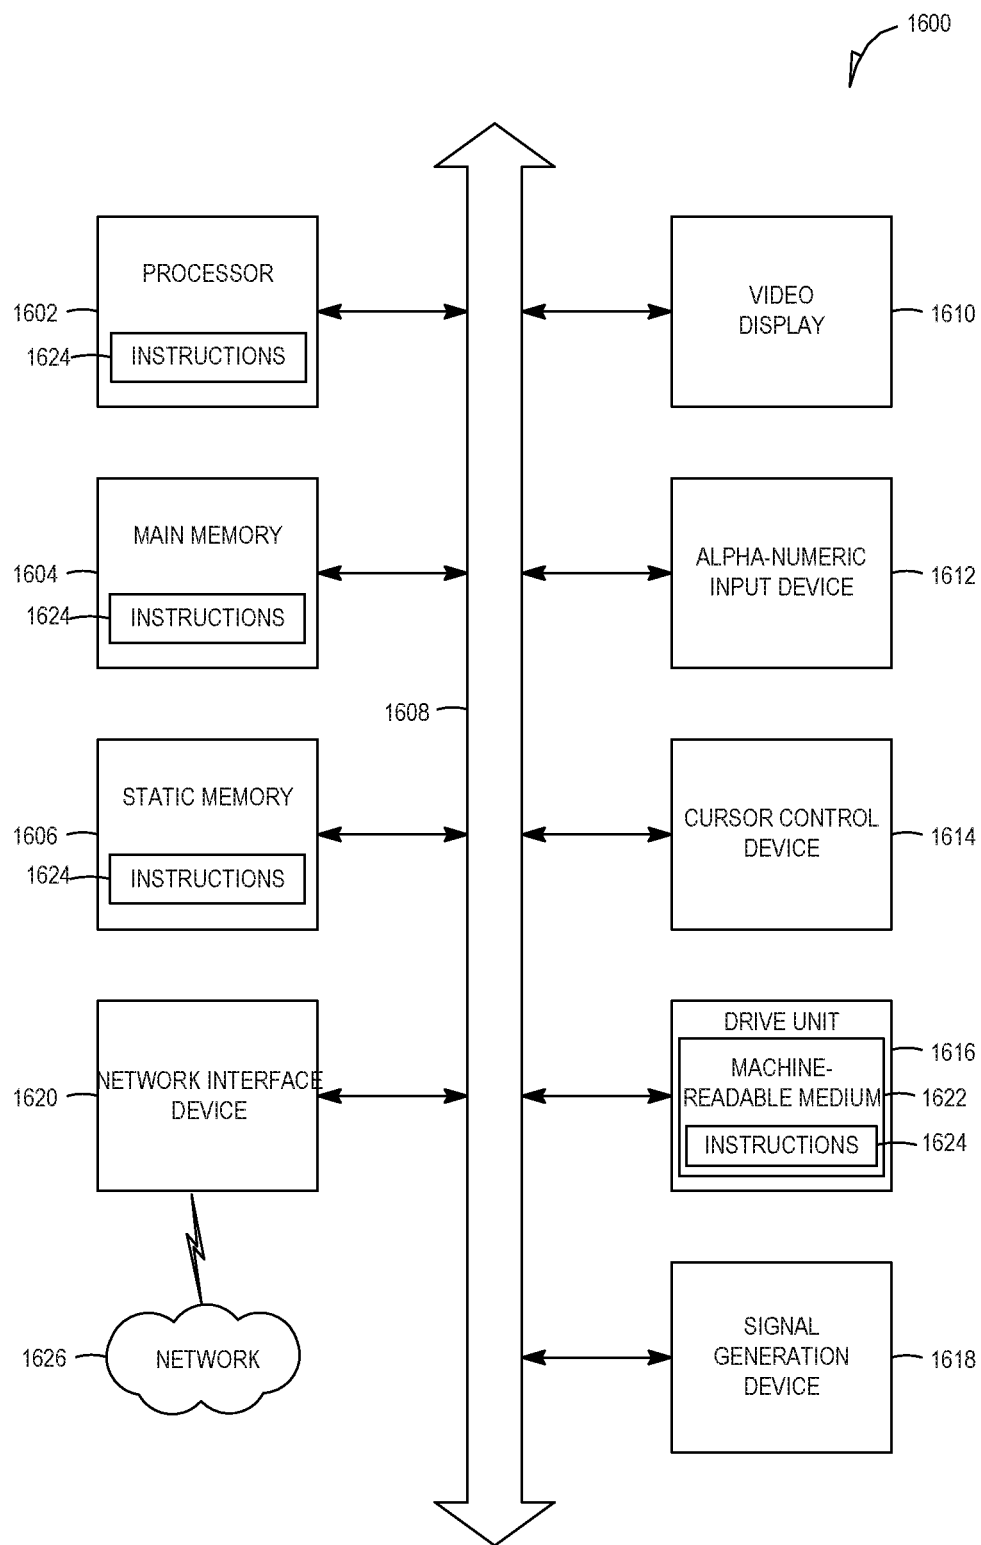 1600
PROCESSOR
1602
1624
INSTRUCTIONS
VIDEO
DISPLAY
1610
MAIN MEMORY
1604
1624
INSTRUCTIONS
ALPHA-NUMERIC
INPUT DEVICE
1612
1608
STATIC MEMORY
1606
1624
INSTRUCTIONS
CURSOR CONTROL
DEVICE
1614
NETWORK INTERFACE
DEVICE
1620
DRIVE UNIT
1616
MACHINE-
READABLE MEDIUM
1622
INSTRUCTIONS
1624
1626
NETWORK
SIGNAL
GENERATION
DEVICE
1618